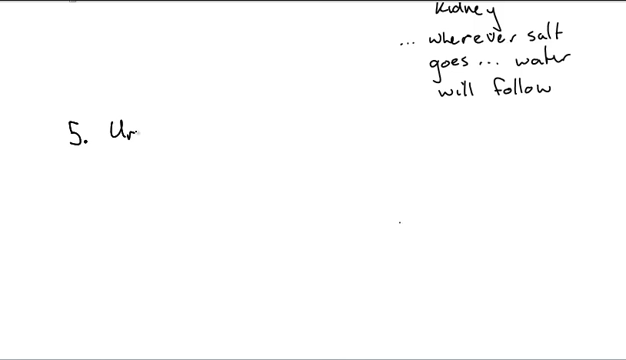 Kidney
... wherever salt
goes ... water
will follow
5. Ur